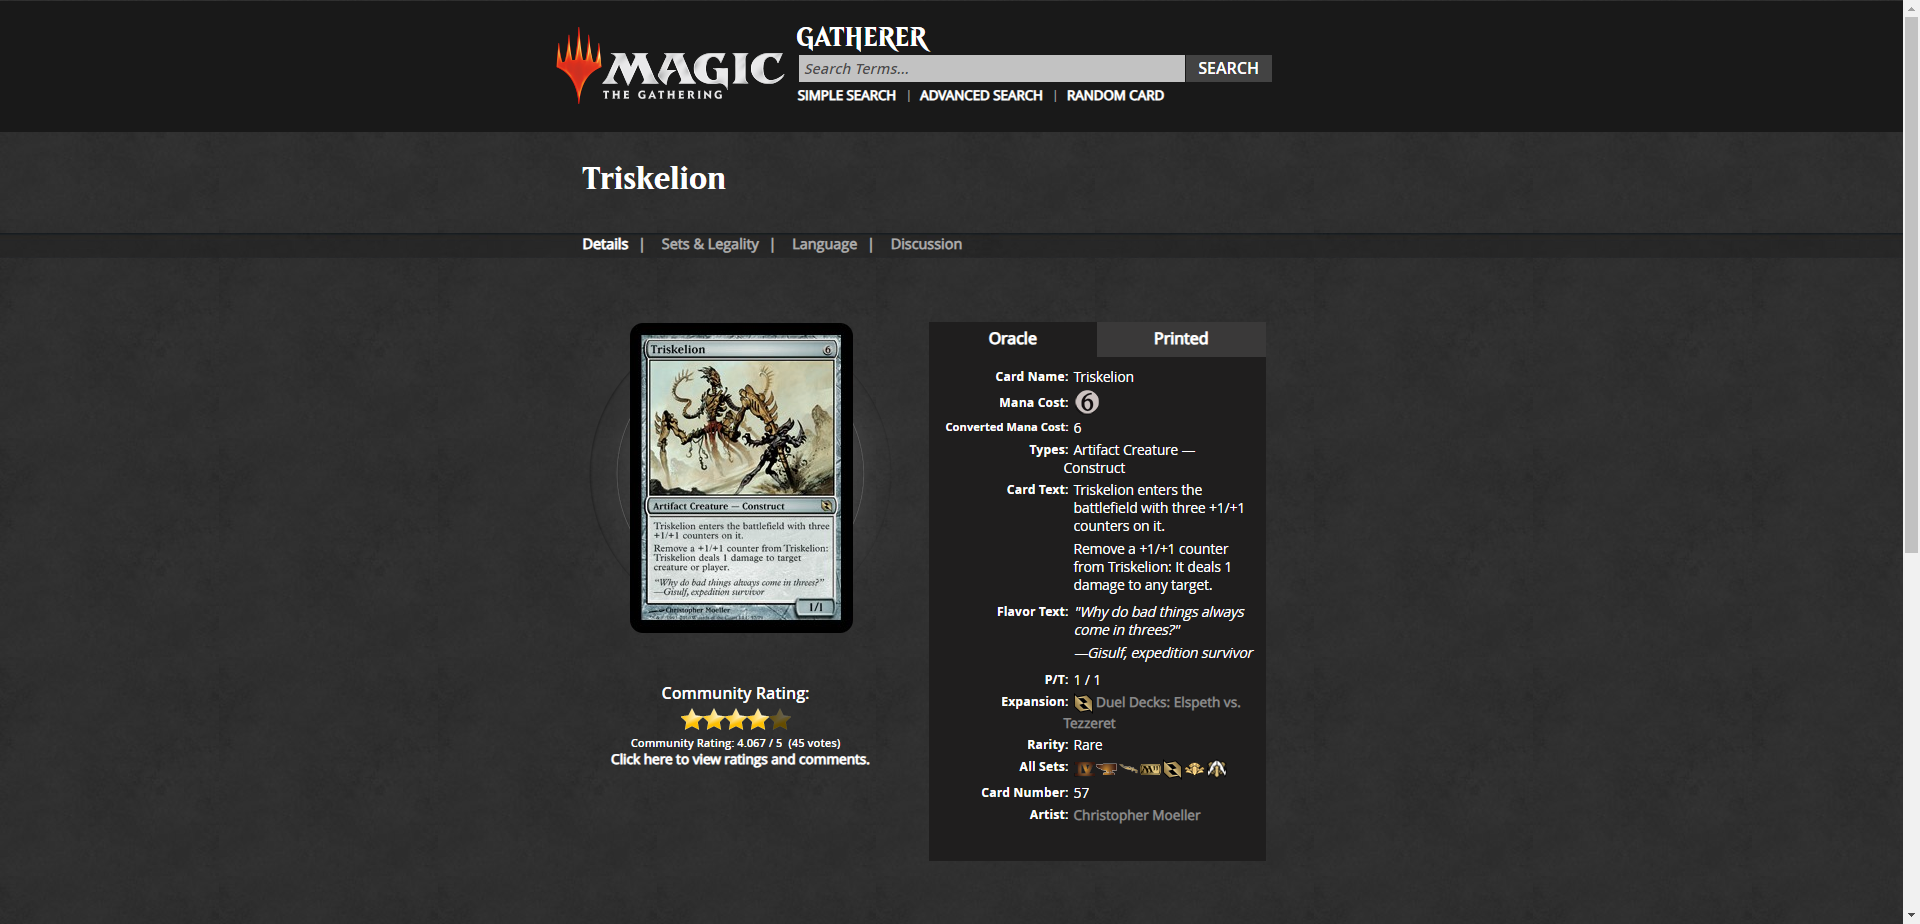 GATHERER
MAGIC
THE GATHERING
Search Terms...
SEARCH
SIMPLE SEARCH | ADVANCED SEARCH | RANDOM CARD
Triskelion
Details | Sets & Legality | Language | Discussion
Triskelion 6
Artifact Creature — Construct
Triskelion enters the battlefield with three
+1/+1 counters on it.
Remove a +1/+1 counter from Triskelion:
Triskelion deals 1 damage to target
creature or player.
"Why do bad things always come in threes?"
—Gisulf, expedition survivor
Christopher Moeller
1/1
Community Rating:
Community Rating: 4.067 / 5 (45 votes)
Click here to view ratings and comments.
Oracle Printed
Card Name: Triskelion
Mana Cost: 6
Converted Mana Cost: 6
Types: Artifact Creature —
Construct
Card Text: Triskelion enters the
battlefield with three +1/+1
counters on it.
Remove a +1/+1 counter
from Triskelion: It deals 1
damage to any target.
Flavor Text: "Why do bad things always
come in threes?"
—Gisulf, expedition survivor
P/T: 1 / 1
Expansion: Duel Decks: Elspeth vs.
Tezzeret
Rarity: Rare
All Sets:
Card Number: 57
Artist: Christopher Moeller